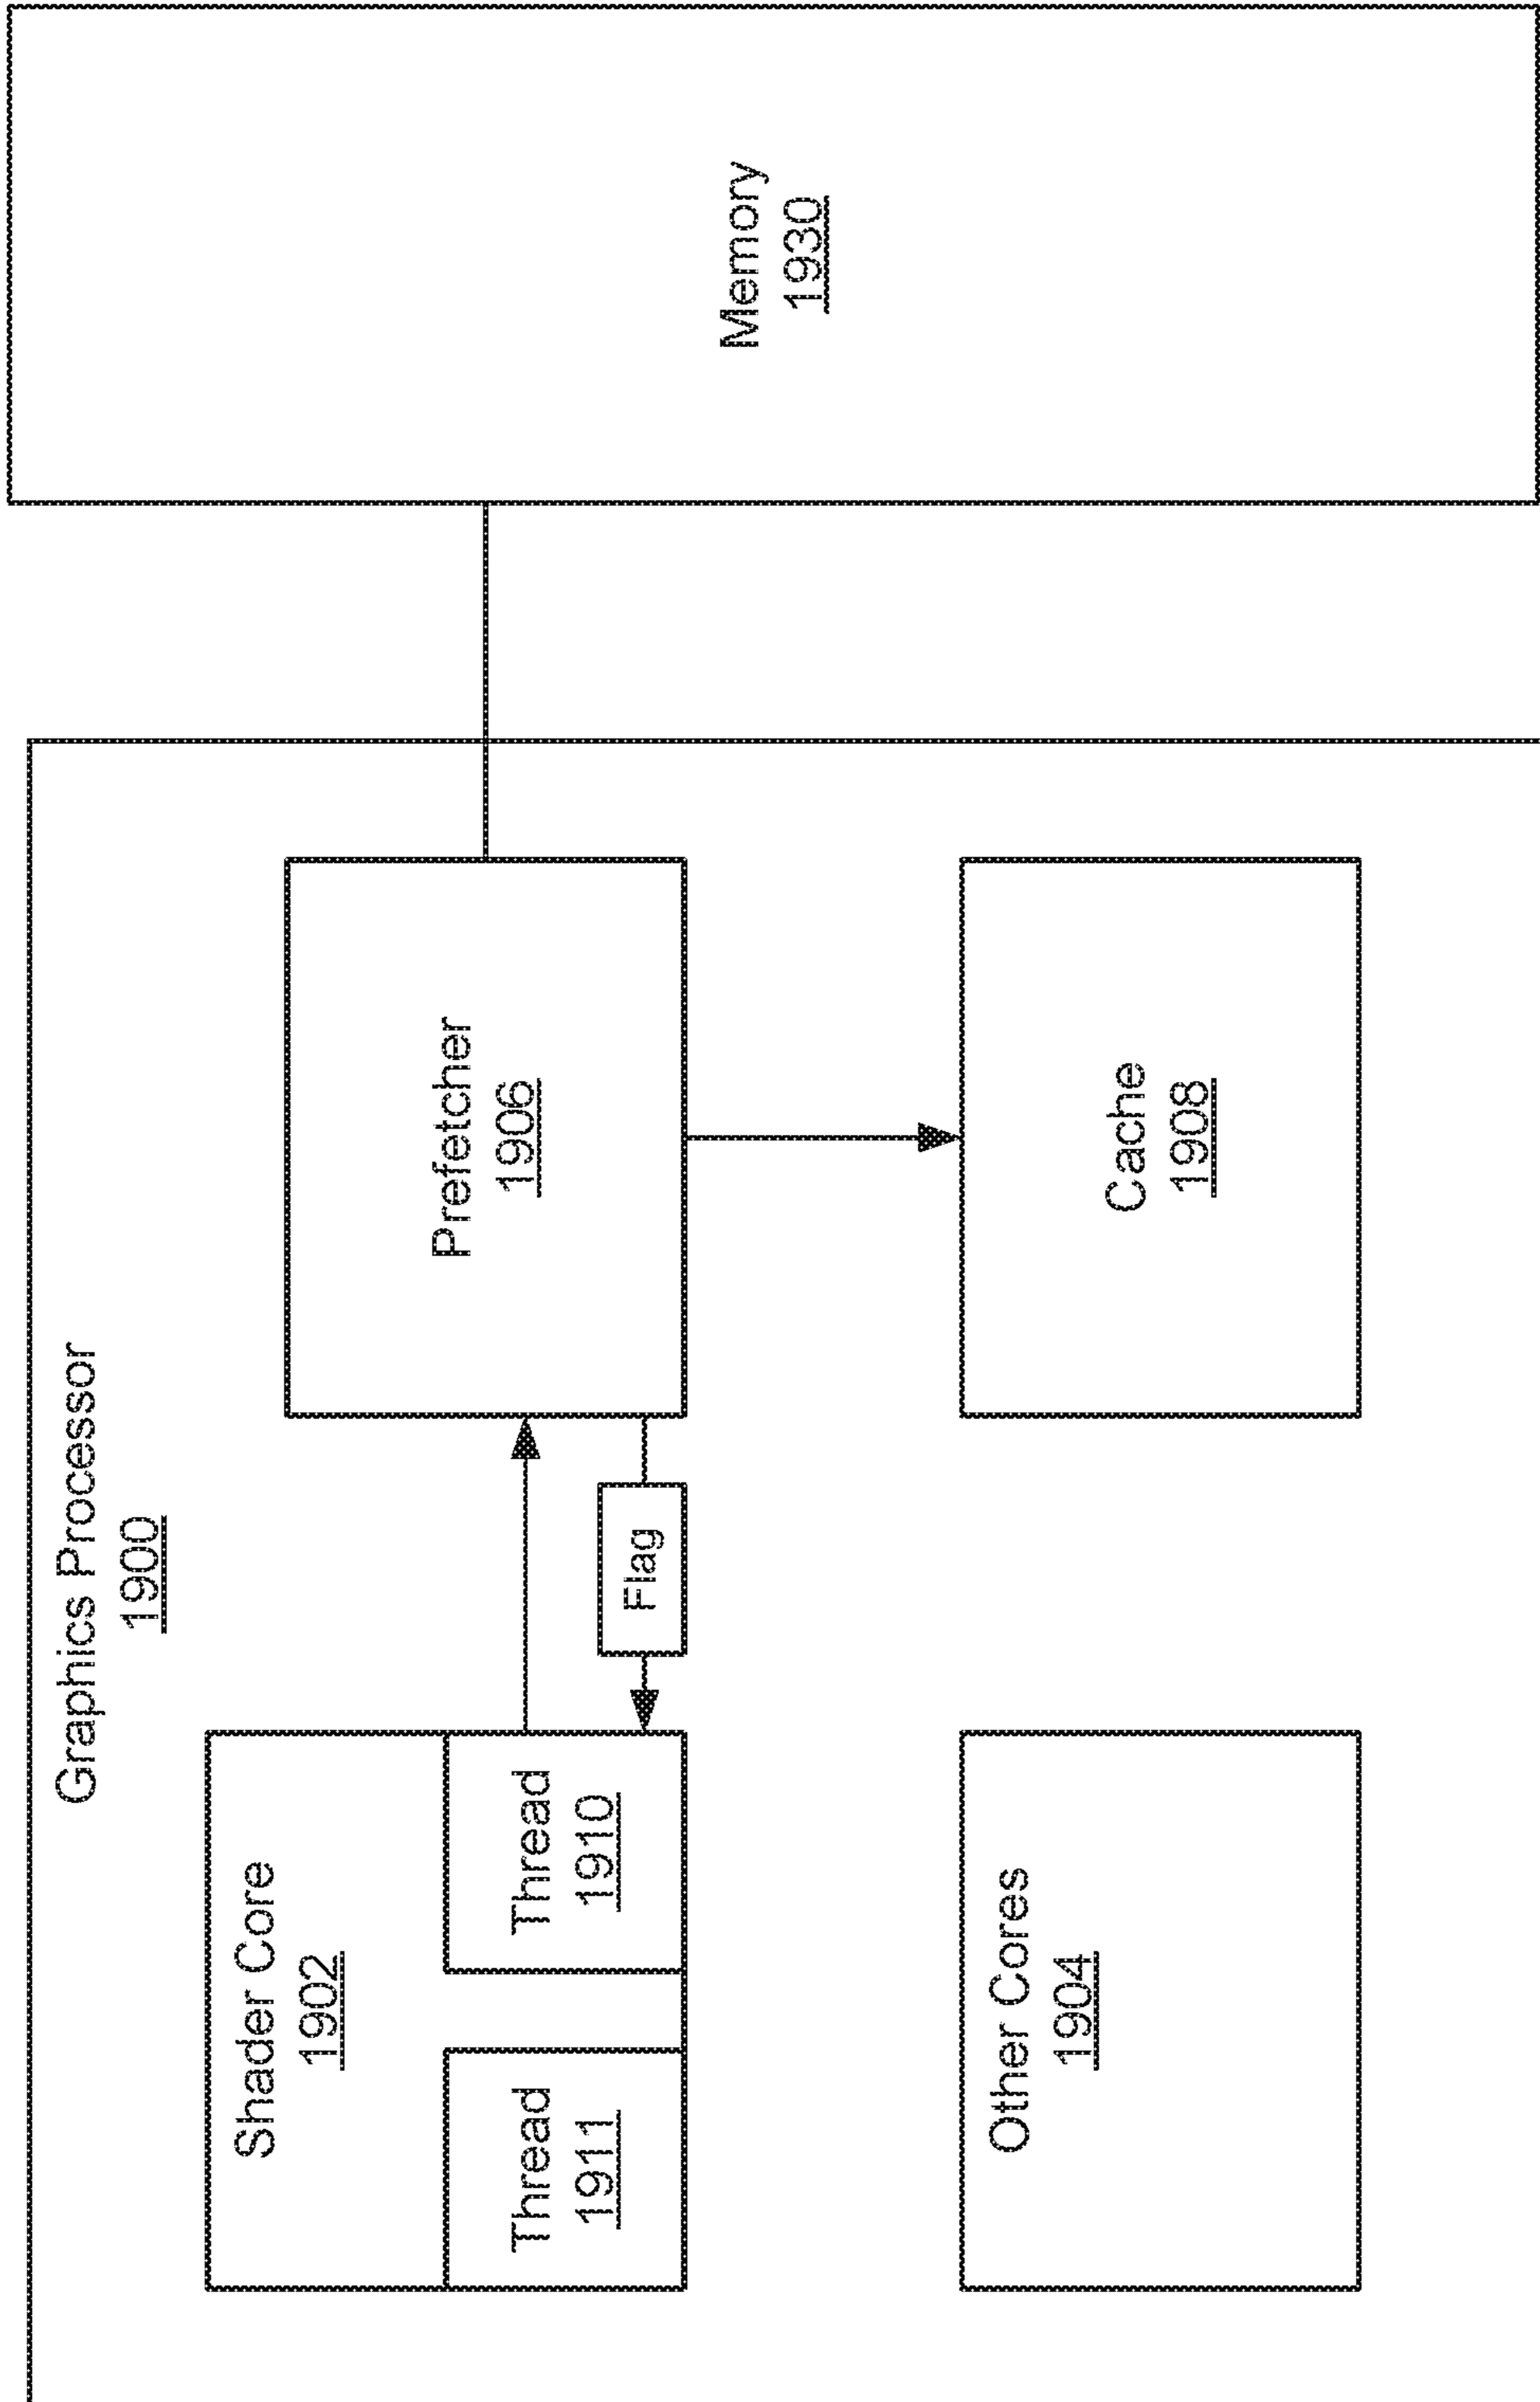 Graphics Processor
1900
Shader Core
1902
Thread
1911
Thread
1910
Flag
Prefetcher
1906
Memory
1930
Other Cores
1904
Cache
1908